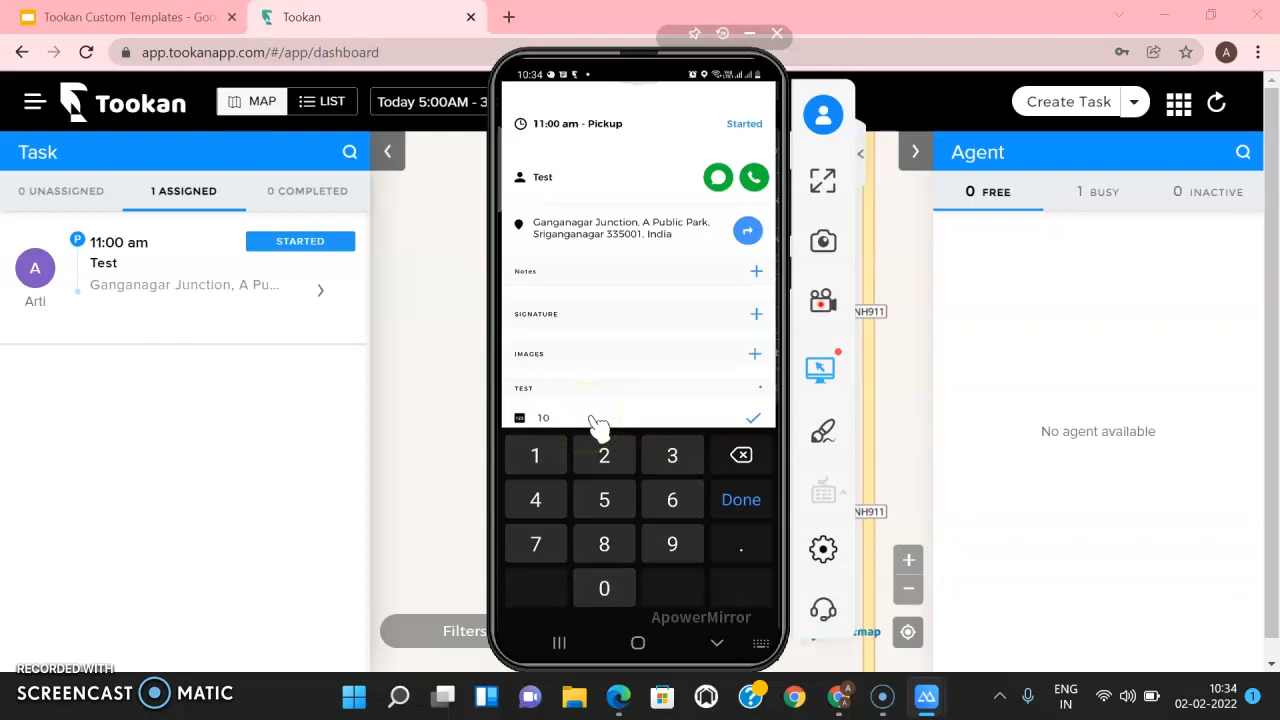 Custom Custom Templates - Goo
Tookan
app.tookanapp.com/#/app/dashboard
A
Tookan
MAP
LIST
Today 5:00AM - 3
Create Task
Task
0 UNASSIGNED
1 ASSIGNED
0 COMPLETED
P
11:00 am
STARTED
A
Test
Ganganagar Junction, A Pu...
Arti
10:34
11:00 am - Pickup
Started
Test
Ganganagar Junction, A Public Park,
Sriganganagar 335001, India
Notes
SIGNATURE
IMAGES
TEST
123
10
1 2 3
4 5 6 Done
7 8 9 .
0
ApowerMirror
Agent
0 FREE
1 BUSY
0 INACTIVE
No agent available
NH911
NH911
Filters
map
RECORDED WITH
SCREENCAST MATIC
ENG
IN
10:34
02-02-2022
1